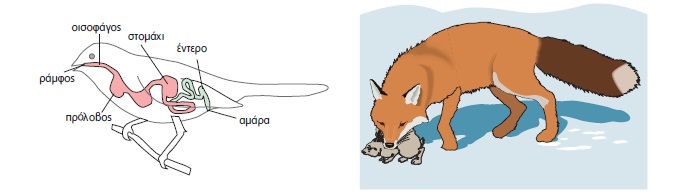 οισοφάγος
στομάχι
έντερο
ράμφος
πρόλοβος
αμάρα